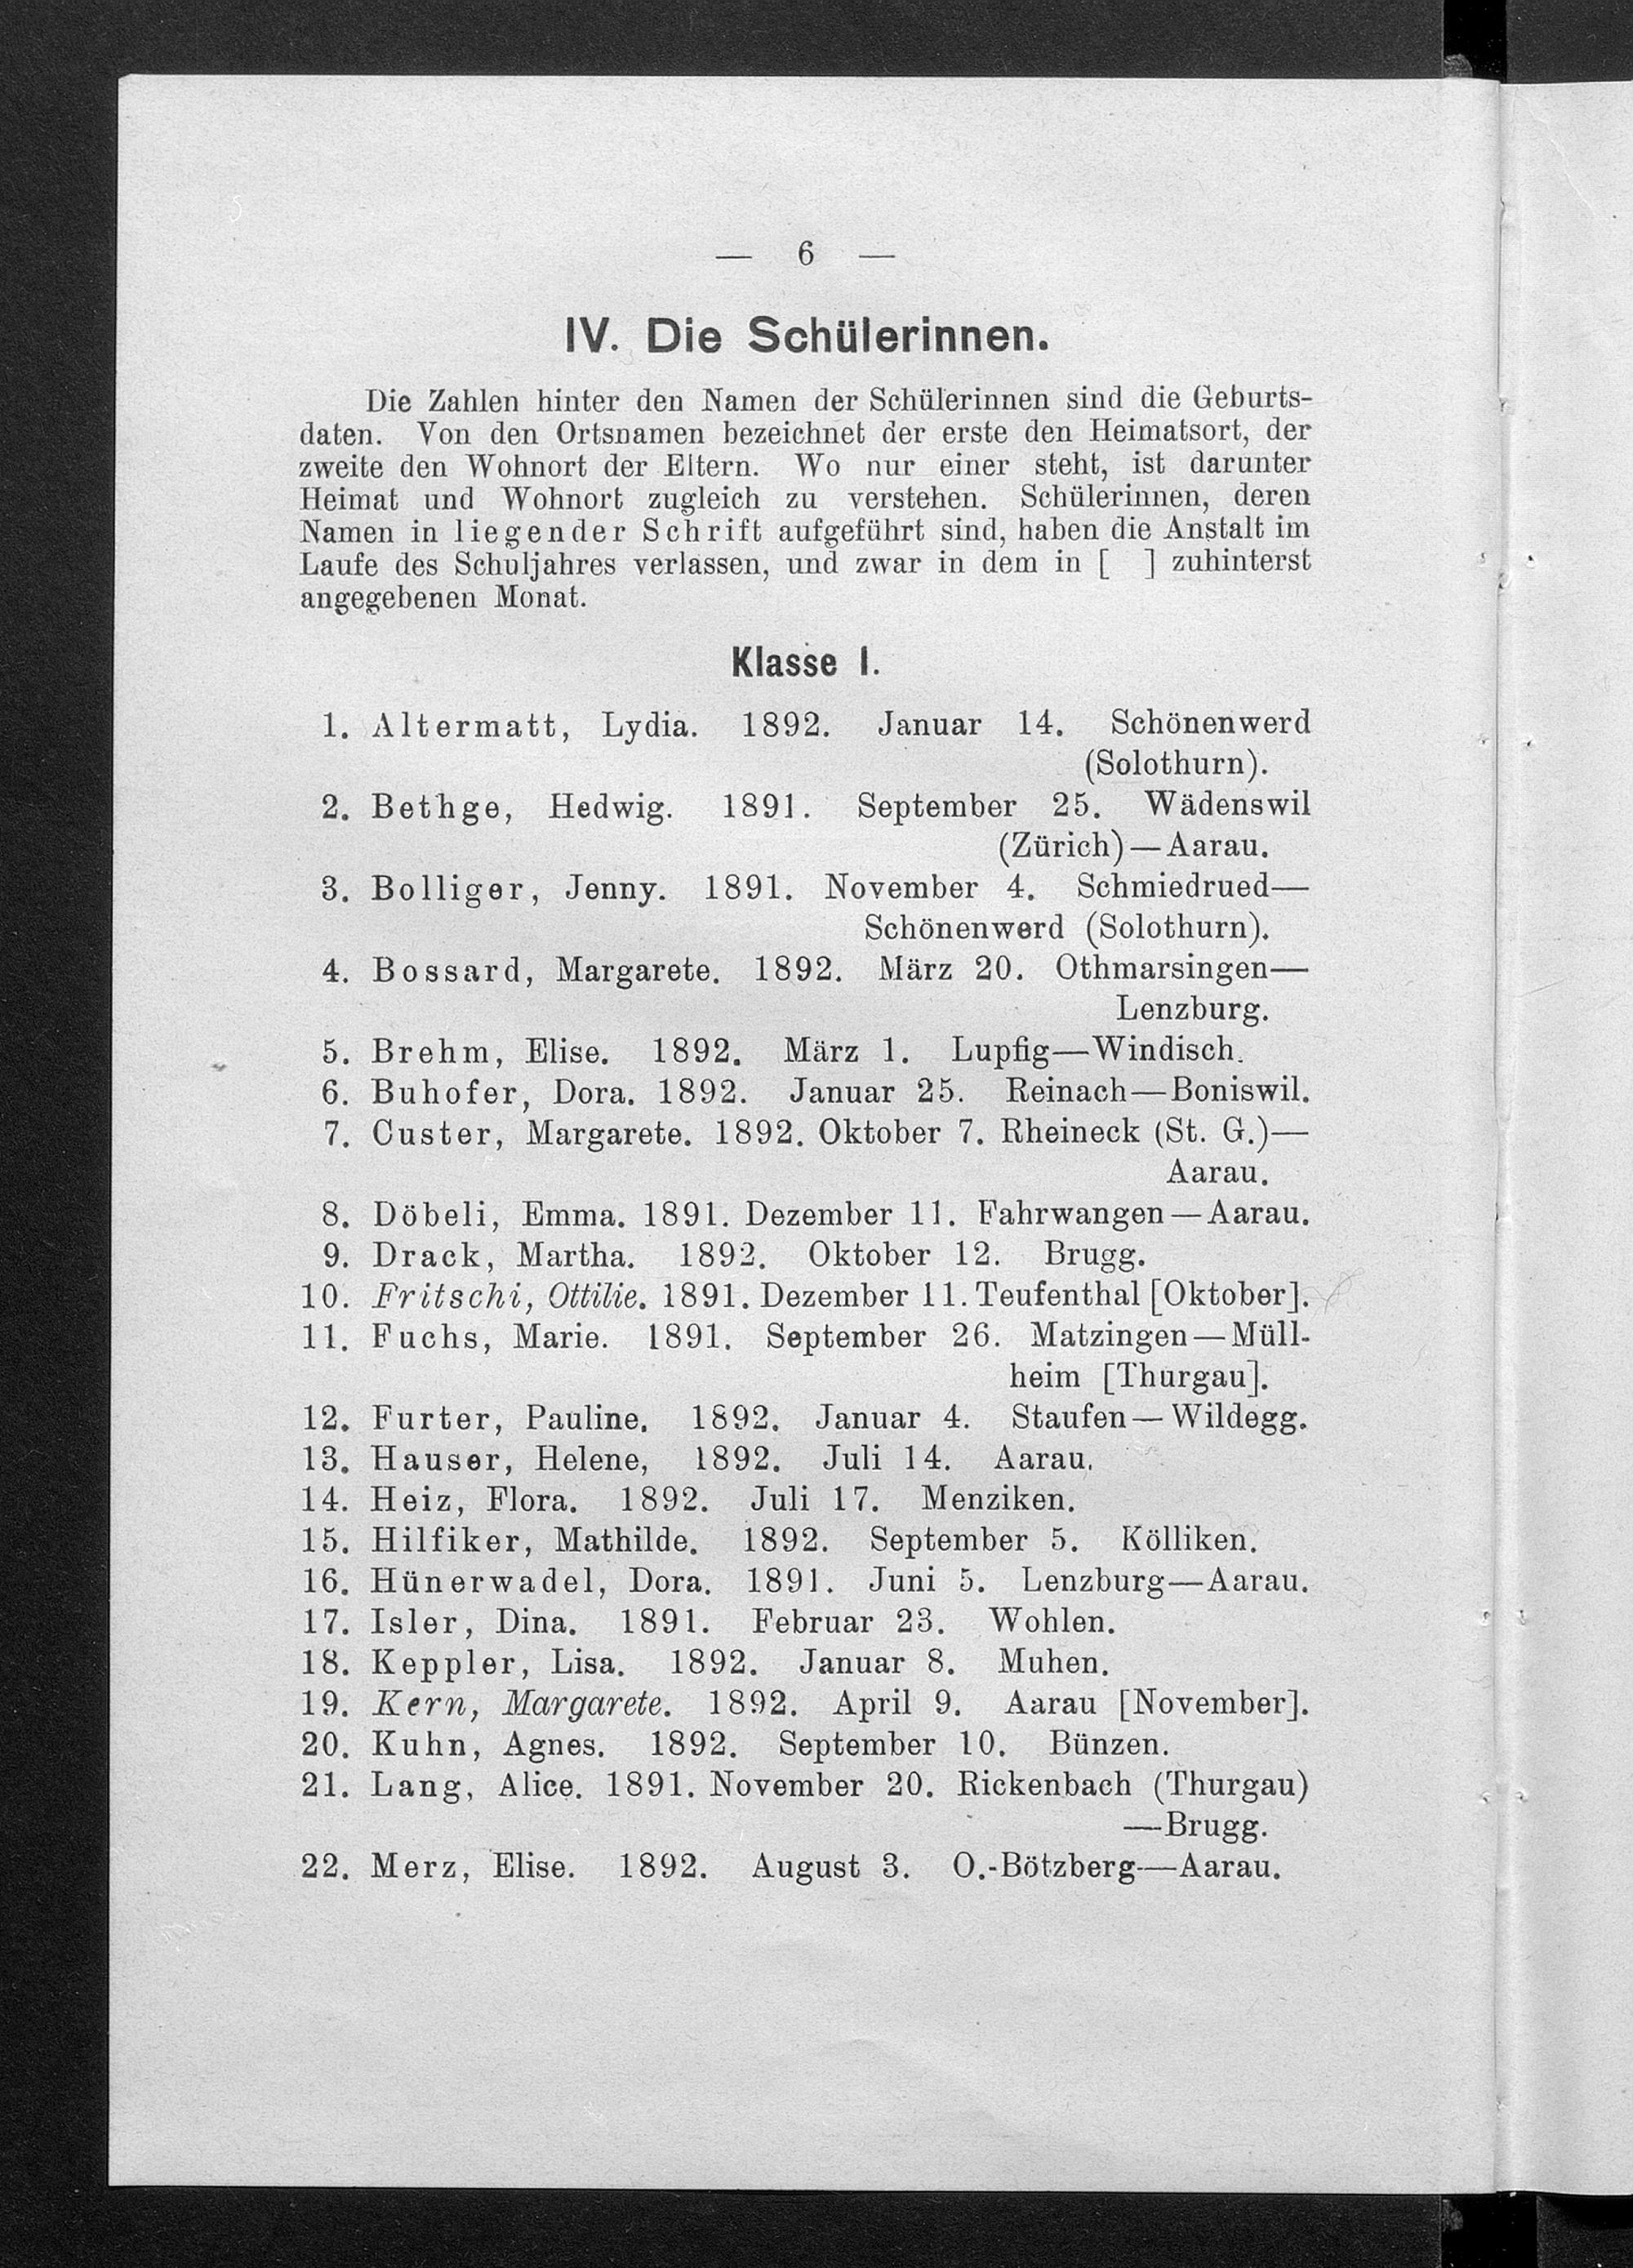 — 6 —
IV. Die Schülerinnen.
Die Zahlen hinter den Namen der Schülerinnen sind die Geburts-
daten. Von den Ortsnamen bezeichnet der erste den Heimatsort, der
zweite den Wohnort der Eltern. Wo nur einer steht, ist darunter
Heimat und Wohnort zugleich zu verstehen. Schülerinnen, deren
Namen in liegender Schrift aufgeführt sind, haben die Anstalt im
Laufe des Schuljahres verlassen, und zwar in dem in [ ] zuhinterst
angegebenen Monat.
Klasse I.
1. Altermatt, Lydia. 1892. Januar 14. Schönenwerd
(Solothurn).
2. Bethge, Hedwig. 1891. September 25. Wädenswil
(Zürich)—Aarau.
3. Bolliger, Jenny. 1891. November 4. Schmiedrued—
Schönenwerd (Solothurn).
4. Bossard, Margarete. 1892. März 20. Othmarsingen—
Lenzburg.
5. Brehm, Elise. 1892. März 1. Lupfig—Windisch.
6. Buhofer, Dora. 1892. Januar 25. Reinach—Boniswil.
7. Custer, Margarete. 1892. Oktober 7. Rheineck (St. G.)—
Aarau.
8. Döbeli, Emma. 1891. Dezember 11. Fahrwangen—Aarau.
9. Drack, Martha. 1892. Oktober 12. Brugg.
10. Fritschi, Ottilie. 1891. Dezember 11. Teufenthal [Oktober].
11. Fuchs, Marie. 1891. September 26. Matzingen—Müll-
heim [Thurgau].
12. Furter, Pauline. 1892. Januar 4. Staufen—Wildegg.
13. Hauser, Helene, 1892. Juli 14. Aarau.
14. Heiz, Flora. 1892. Juli 17. Menziken.
15. Hilfiker, Mathilde. 1892. September 5. Kölliken.
16. Hünerwadel, Dora. 1891. Juni 5. Lenzburg—Aarau.
17. Isler, Dina. 1891. Februar 23. Wohlen.
18. Keppler, Lisa. 1892. Januar 8. Muhen.
19. Kern, Margarete. 1892. April 9. Aarau [November].
20. Kuhn, Agnes. 1892. September 10. Bünzen.
21. Lang, Alice. 1891. November 20. Rickenbach (Thurgau)
—Brugg.
22. Merz, Elise. 1892. August 3. O.-Bötzberg—Aarau.